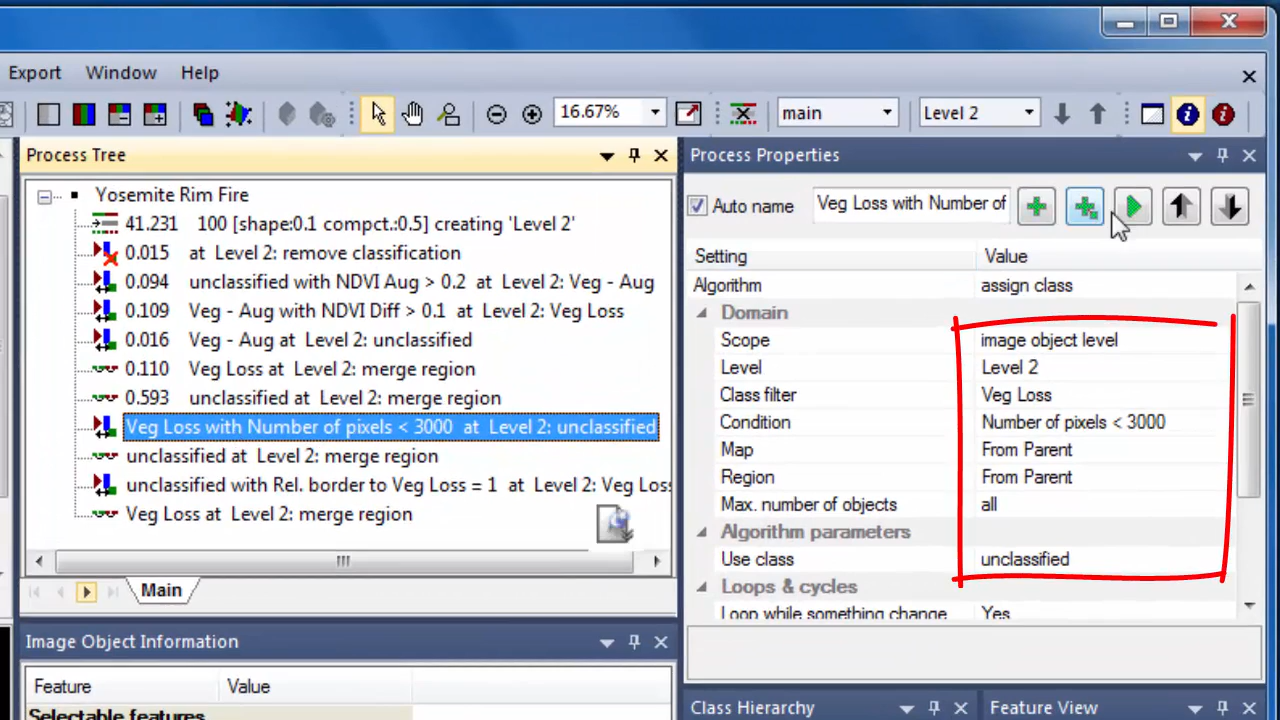 Export Window Help
16.67% main Level 2
Process Tree
Yosemite Rim Fire
41.231 100 [shape:0.1 compct.:0.5] creating 'Level 2'
0.015 at Level 2: remove classification
0.094 unclassified with NDVI Aug > 0.2 at Level 2: Veg - Aug
0.109 Veg - Aug with NDVI Diff > 0.1 at Level 2: Veg Loss
0.016 Veg - Aug at Level 2: unclassified
0.110 Veg Loss at Level 2: merge region
0.593 unclassified at Level 2: merge region
Veg Loss with Number of pixels < 3000 at Level 2: unclassified
unclassified at Level 2: merge region
unclassified with Rel. border to Veg Loss = 1 at Level 2: Veg Los
Veg Loss at Level 2: merge region
Main
Image Object Information
Feature Value
Selectable features
Process Properties
Auto name Veg Loss with Number of
Setting Value
Algorithm assign class
Domain
Scope image object level
Level Level 2
Class filter Veg Loss
Condition Number of pixels < 3000
Map From Parent
Region From Parent
Max. number of objects all
Algorithm parameters
Use class unclassified
Loops & cycles
Loop while something change Yes
Class Hierarchy
Feature View